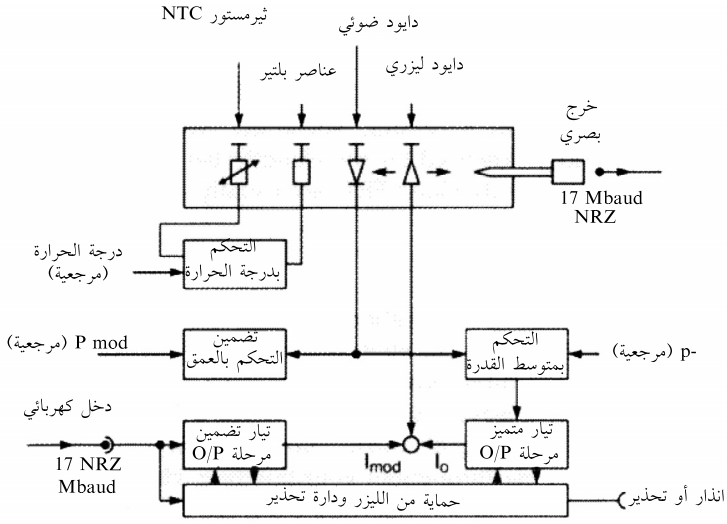 ثيرمستور NTC
دايود ضوئي
عناصر بلتير
دايود ليزري
خرج
بصري
17 Mbaud
NRZ
درجة الحرارة
(مرجعية)
التحكم
بدرجة الحرارة
P mod (مرجعية)
تضمين
التحكم بالعمق
التحكم
بمتوسط القدرة
(مرجعية) p-
دخل كهربائي
17 NRZ
Mbaud
تيار تضمين
مرحلة O/P
Imod
Io
تيار متميز
مرحلة O/P
حماية من الليزر ودارة تحذير
انذار أو تحذير